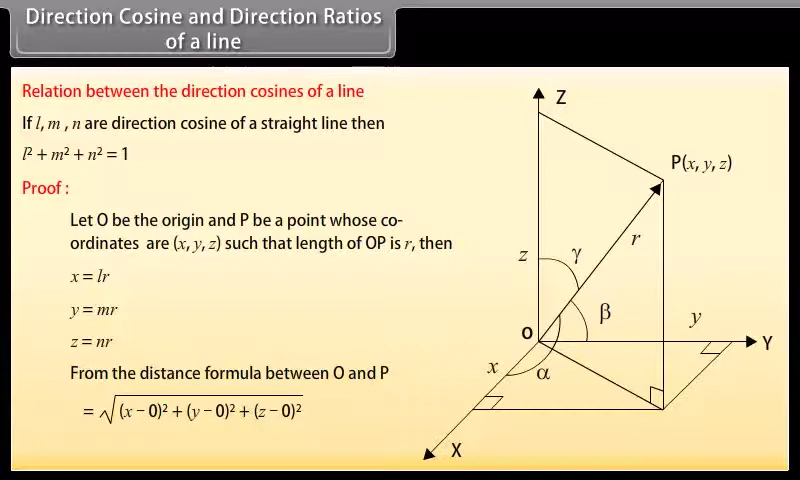 Direction Cosine and Direction Ratios
of a line
Relation between the direction cosines of a line
If l, m , n are direction cosine of a straight line then
l² + m² + n² = 1
Proof :
Let O be the origin and P be a point whose co-
ordinates are (x, y, z) such that length of OP is r, then
x = lr
y = mr
z = nr
From the distance formula between O and P
= √(x − 0)² + (y − 0)² + (z − 0)²
Z
P(x, y, z)
z
γ
r
β
y
O
Y
x
α
X